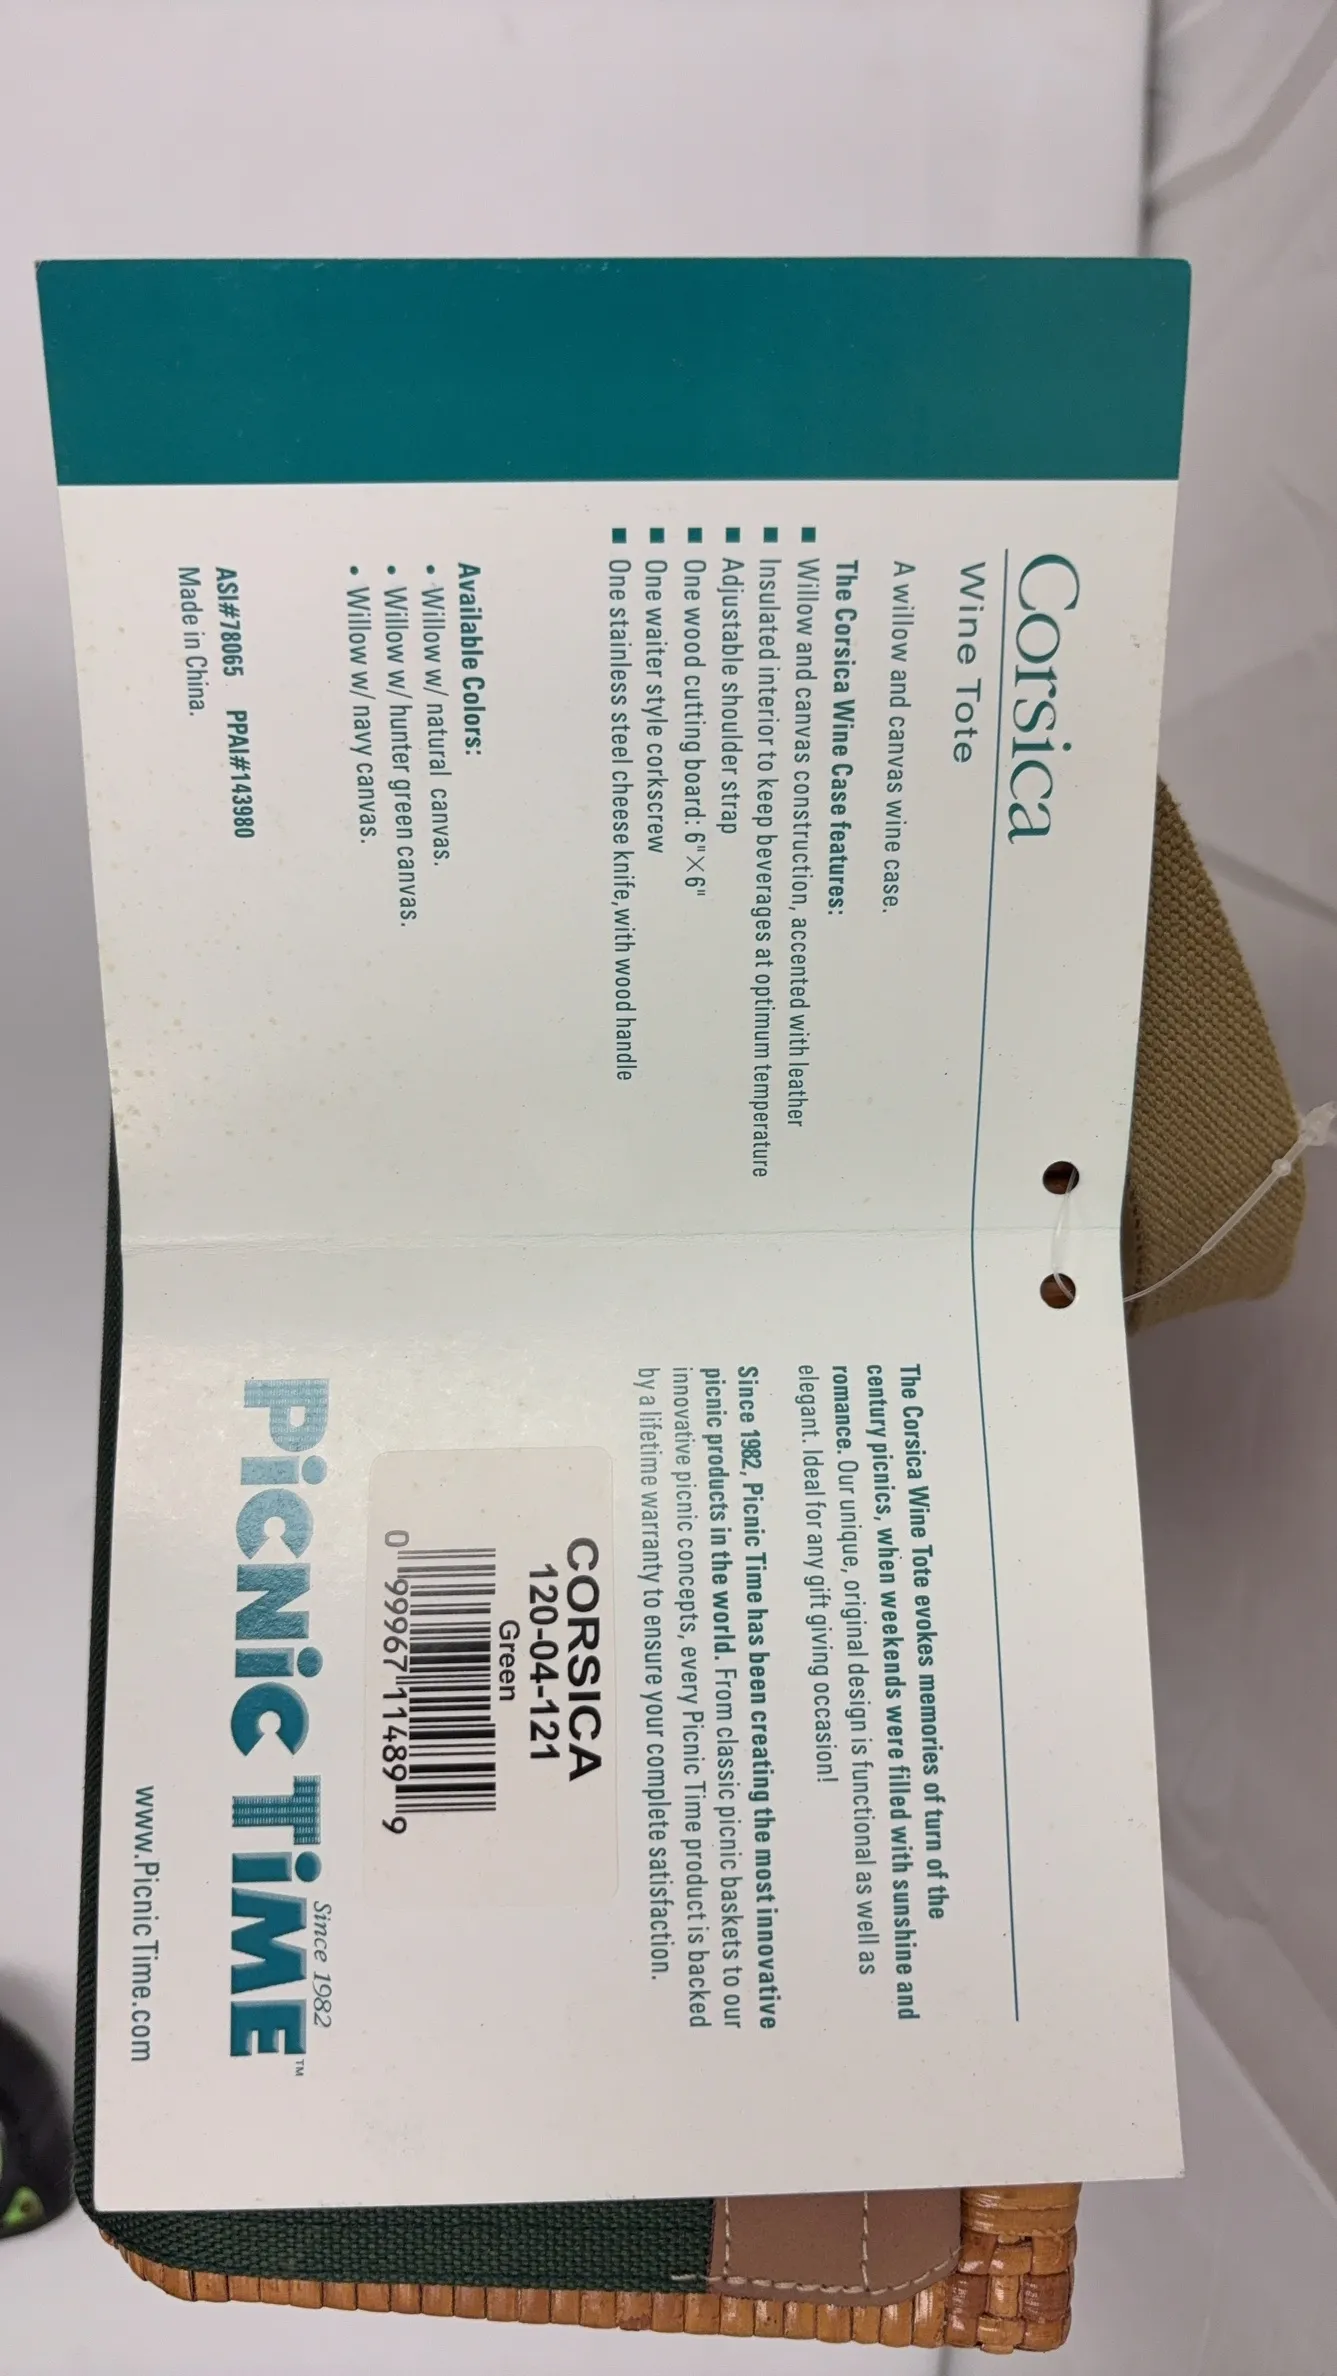 Corsica
Wine Tote
A willow and canvas wine case.
The Corsica Wine Case features:
■ Willow and canvas construction, accented with leather
■ Insulated interior to keep beverages at optimum temperature
■ Adjustable shoulder strap
■ One wood cutting board: 6"X6"
■ One waiter style corkscrew
■ One stainless steel cheese knife, with wood handle
Available Colors:
• Willow w/ natural canvas.
• Willow w/ hunter green canvas.
• Willow w/ navy canvas.
ASI#78065 PPAI#143980
Made in China.
The Corsica Wine Tote evokes memories of turn of the
century picnics, when weekends were filled with sunshine and
romance. Our unique, original design is functional as well as
elegant. Ideal for any gift giving occasion!
Since 1982, Picnic Time has been creating the most innovative
picnic products in the world. From classic picnic baskets to our
innovative picnic concepts, every Picnic Time product is backed
by a lifetime warranty to ensure your complete satisfaction.
CORSICA
120-04-121
Green
0 99967 11489 9
Since 1982
PiCNiC TiME™
www.PicnicTime.com